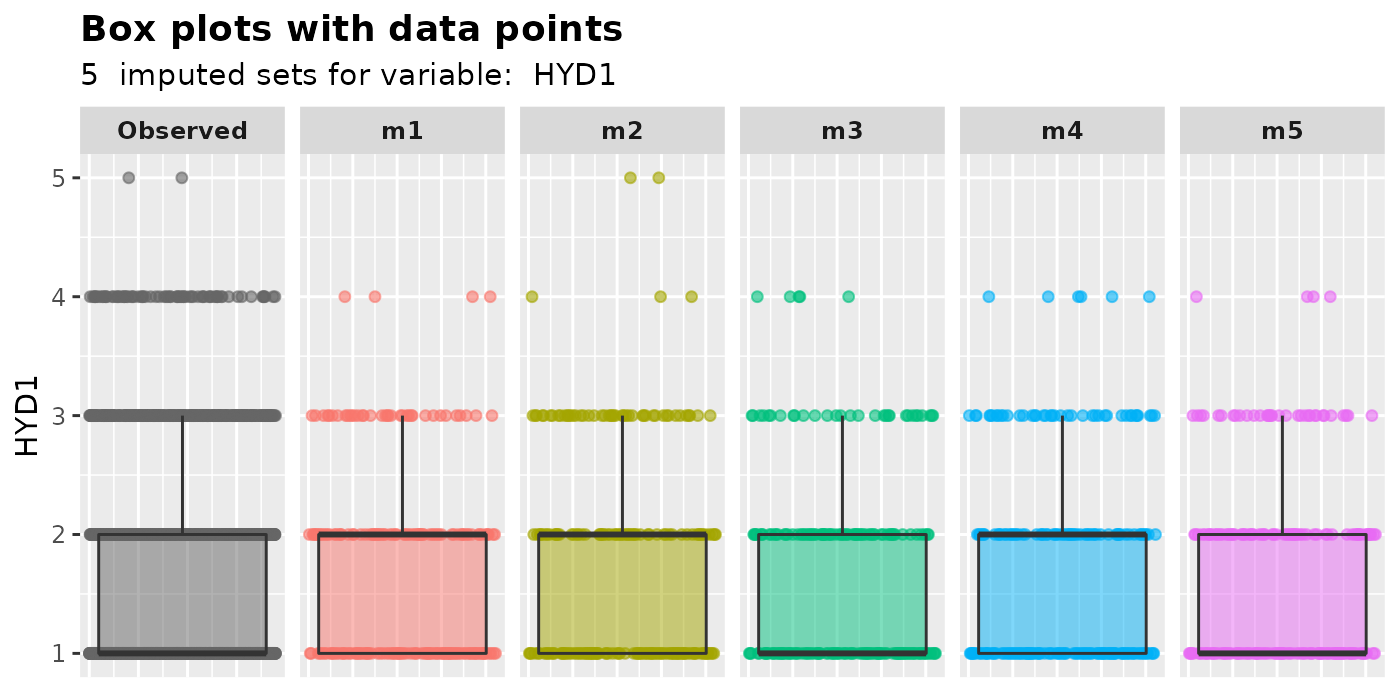 Box plots with data points
5  imputed sets for variable:  HYD1
Observed m1 m2 m3 m4 m5
5
4
3
2
1
HYD1